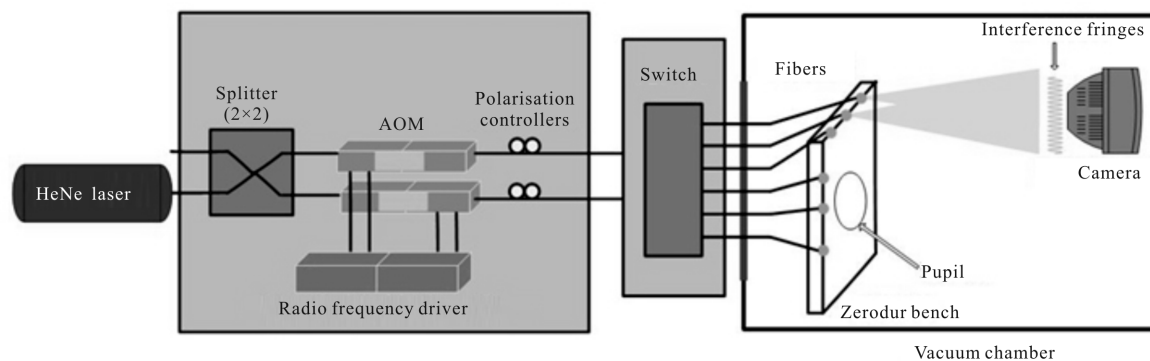 HeNe laser
Splitter
(2×2)
AOM
Polarisation
controllers
Radio frequency driver
Switch
Fibers
Interference fringes
Camera
Pupil
Zerodur bench
Vacuum chamber